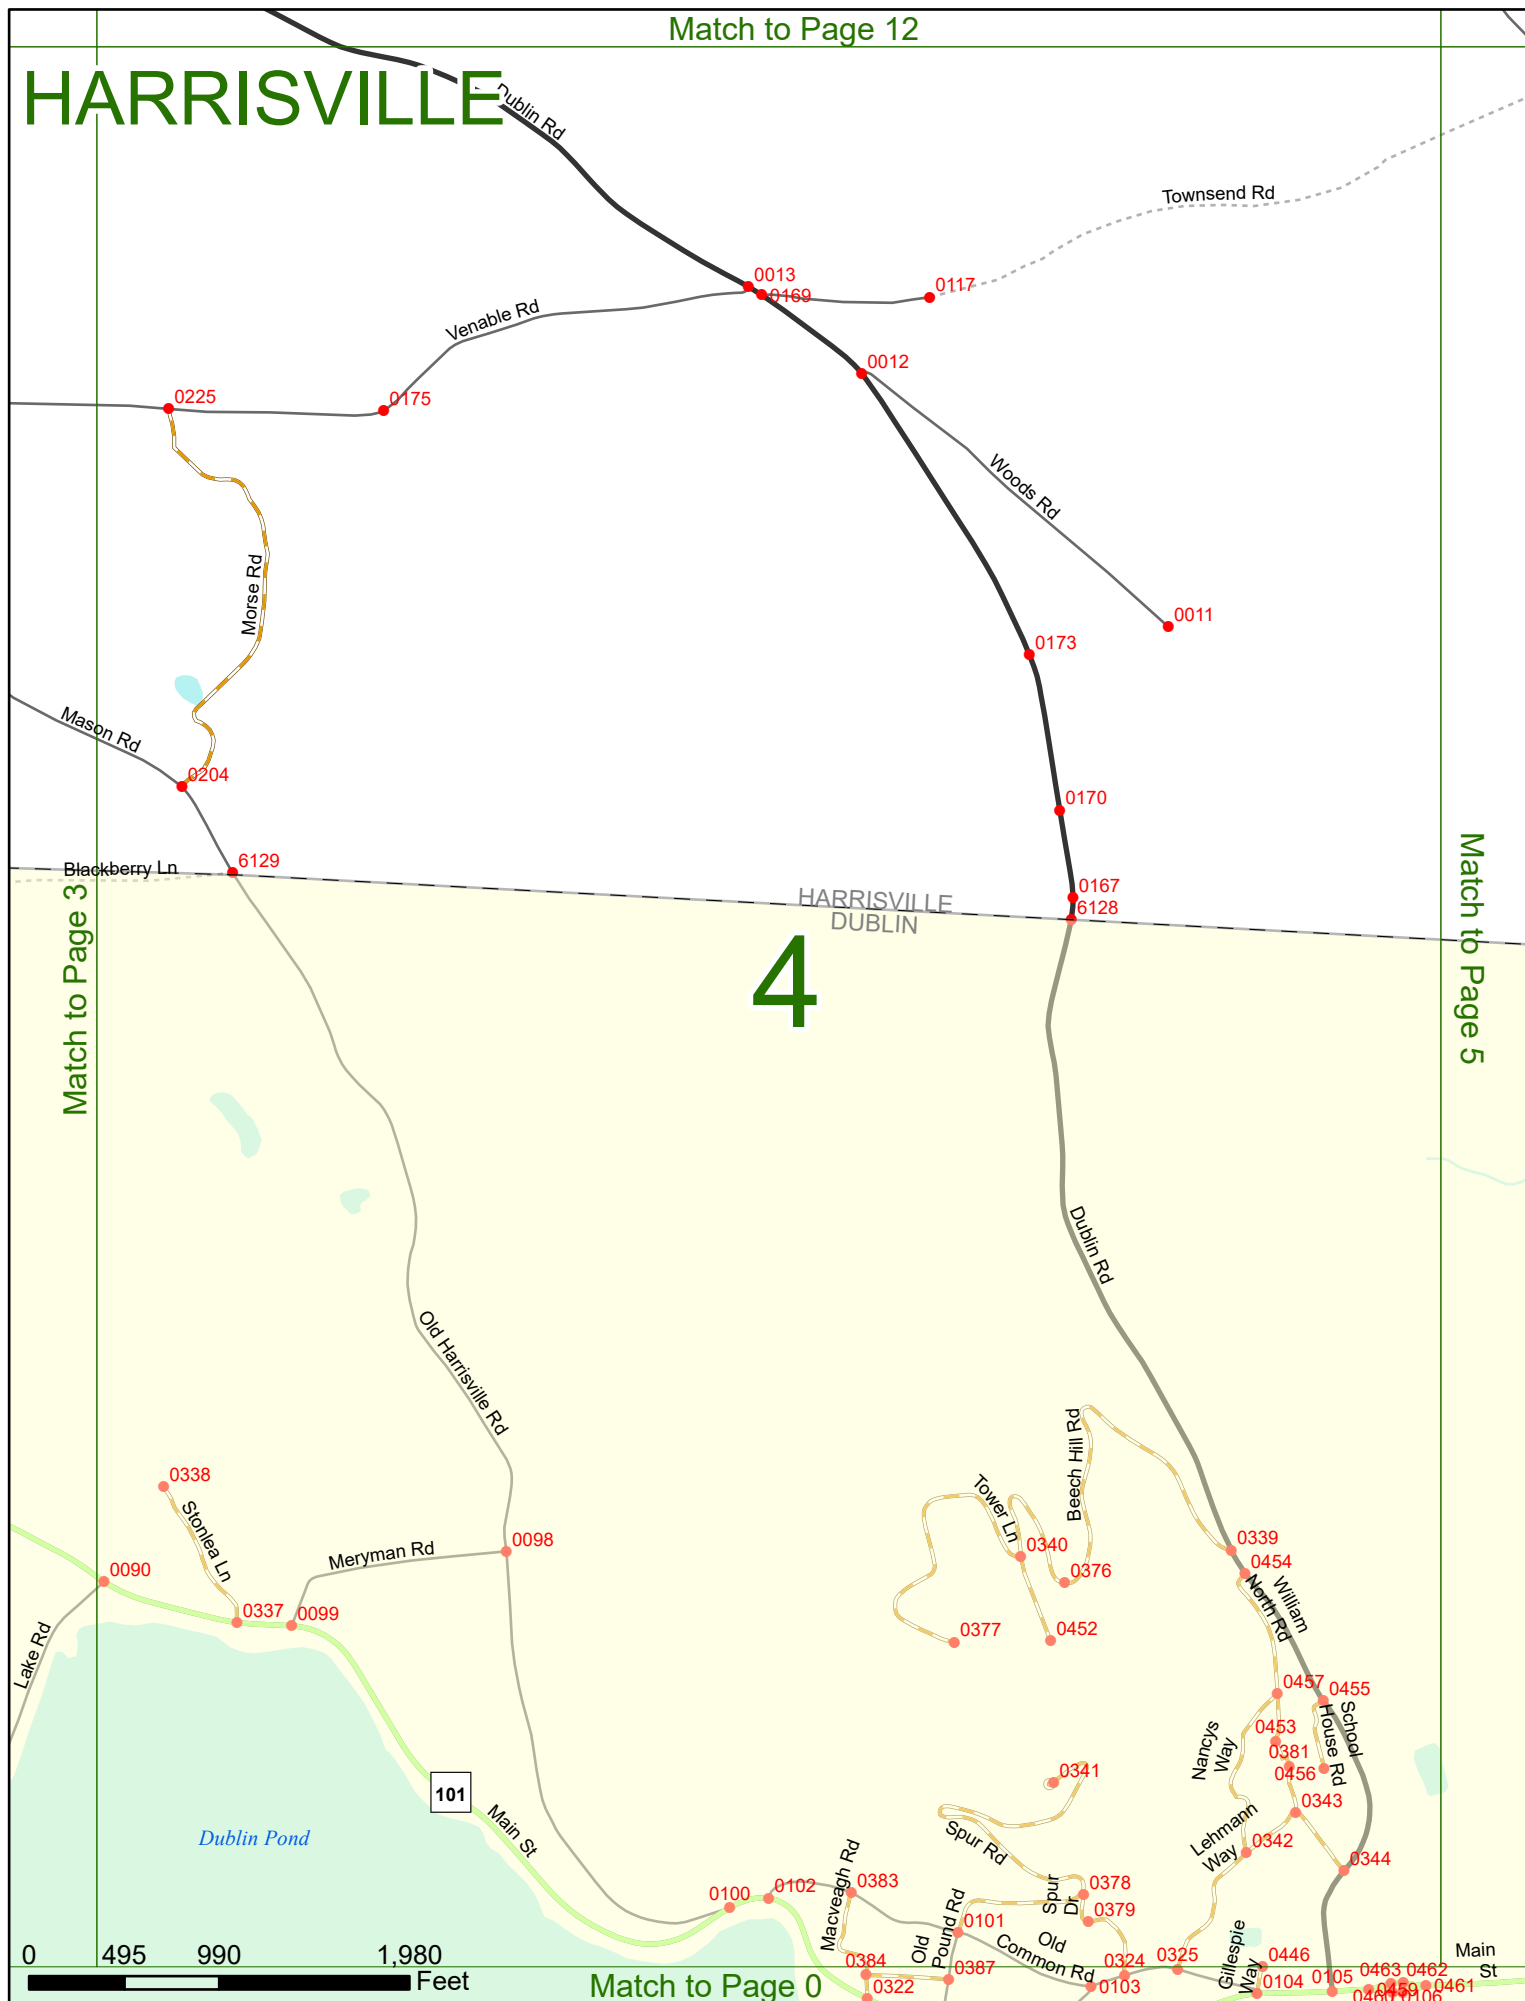 Match to Page 12
HARRISVILLE
Dublin Rd
Townsend Rd
0013
0169
0117
Venable Rd
0012
0225
0175
Woods Rd
Morse Rd
0011
0173
Mason Rd
0204
0170
Blackberry Ln
6129
0167
6128
HARRISVILLE
DUBLIN
4
Match to Page 3
Match to Page 5
Dublin Rd
Old Harrisville Rd
Beech Hill Rd
0338
Stonlea Ln
Tower Ln
0098
Meryman Rd
0090
0340
0339
0454
0376
William
North Rd
0337
0099
0377
0452
Lake Rd
0457
0455
School
House Rd
Nancys
Way
0453
0381
0456
0341
101
0343
Main St
Dublin Pond
Spur Rd
Lehmann
Way
0342
0344
Macveagh Rd
0383
0378
0100
0102
Spur
Dr
0379
0101
Old
Pound Rd
Old
Common Rd
Gillespie
Way
0324
0325
0446
Main
St
0
495
990
1,980
Feet
0384
0387
0322
Match to Page 0
0103
0104
0105
0463
0462
0459
0461
0460
0106